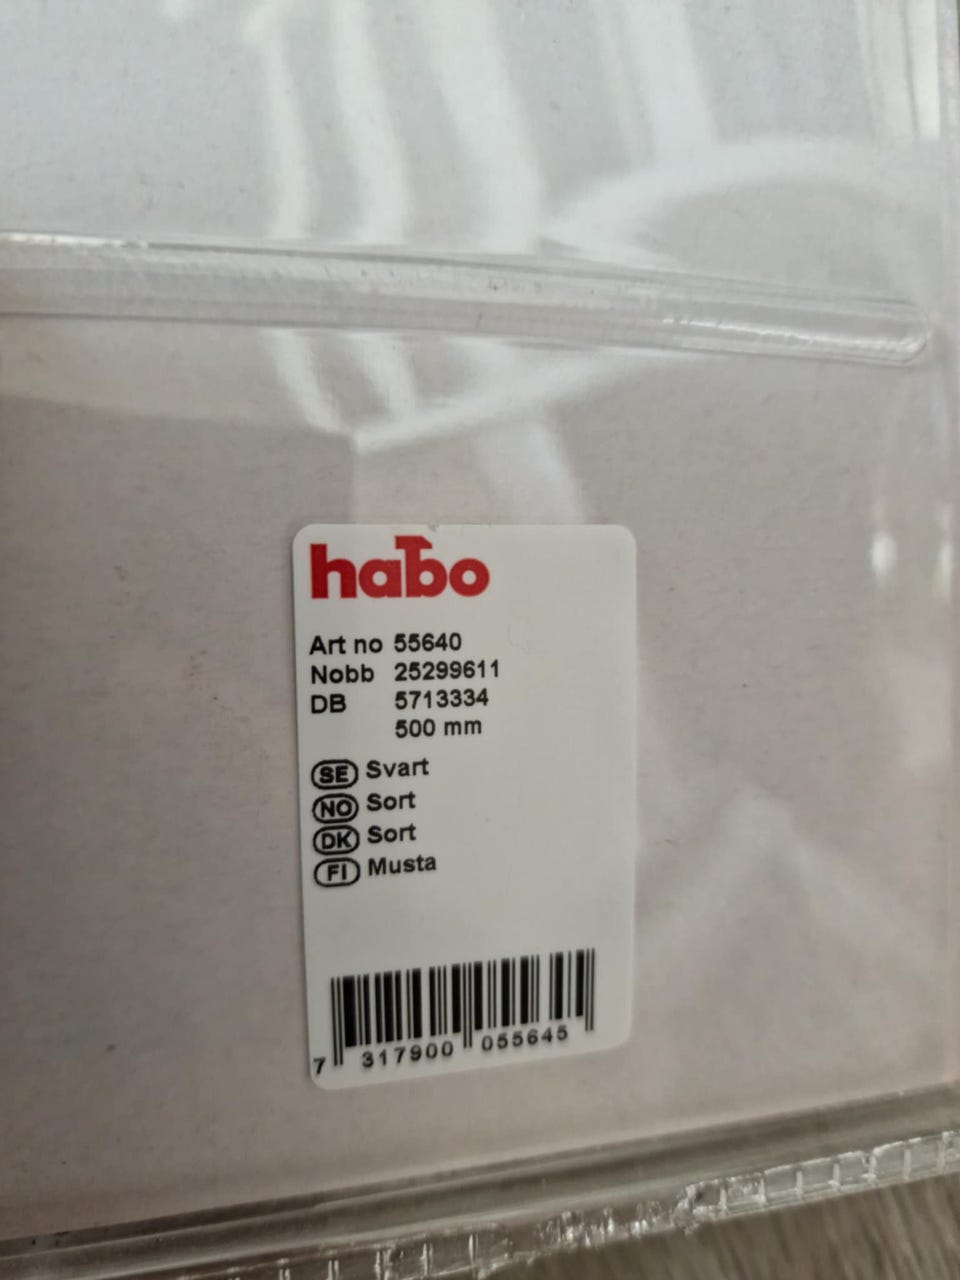 habo
Art no 55640
Nobb 25299611
DB 5713334
500 mm
SE Svart
NO Sort
DK Sort
FI Musta
7 317900 055645